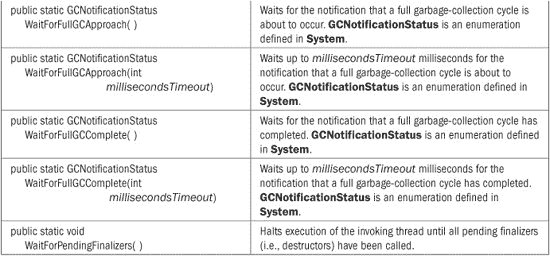 public static GCNotificationStatus
WaitForFullGCApproach( )
Waits for the notification that a full garbage-collection cycle is
about to occur. GCNotificationStatus is an enumeration
defined in System.
public static GCNotificationStatus
WaitForFullGCApproach(int
millisecondsTimeout)
Waits up to millisecondsTimeout milliseconds for the
notification that a full garbage-collection cycle is about to
occur. GCNotificationStatus is an enumeration defined in
System.
public static GCNotificationStatus
WaitForFullGCComplete( )
Waits for the notification that a full garbage-collection cycle has
completed. GCNotificationStatus is an enumeration defined
in System.
public static GCNotificationStatus
WaitForFullGCComplete(int
millisecondsTimeout)
Waits up to millisecondsTimeout milliseconds for the
notification that a full garbage-collection cycle has completed.
GCNotificationStatus is an enumeration defined in
System.
public static void
WaitForPendingFinalizers( )
Halts execution of the invoking thread until all pending finalizers
(i.e., destructors) have been called.